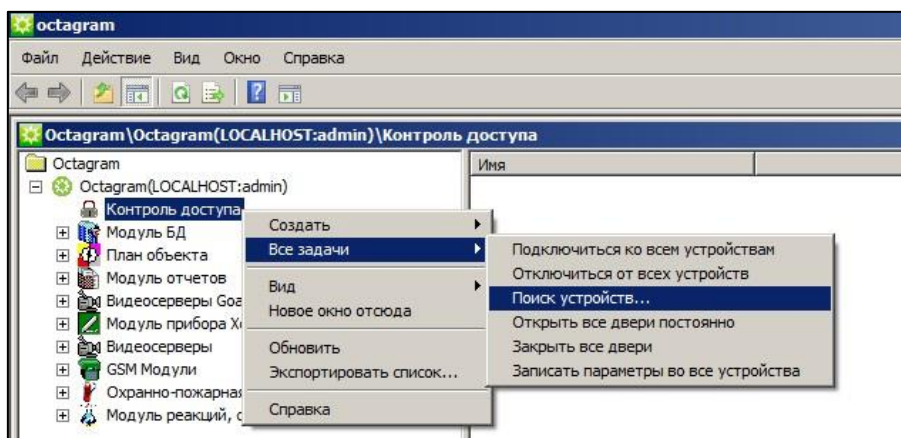 octagram
Файл Действие Вид Окно Справка
Octagram\Octagram(LOCALHOST:admin)\Контроль доступа
Octagram
Имя
Octagram(LOCALHOST:admin)
Контроль доступа
Модуль БД
План объекта
Модуль отчетов
Видеосерверы Goa
Модуль прибора
Видеосерверы
GSM Модули
Охранно-пожарная
Модуль реакций,
Создать
Все задачи
Вид
Новое окно отсюда
Обновить
Экспортировать список...
Справка
Подключиться ко всем устройствам
Отключиться от всех устройств
Поиск устройств...
Открыть все двери постоянно
Закрыть все двери
Записать параметры во все устройства